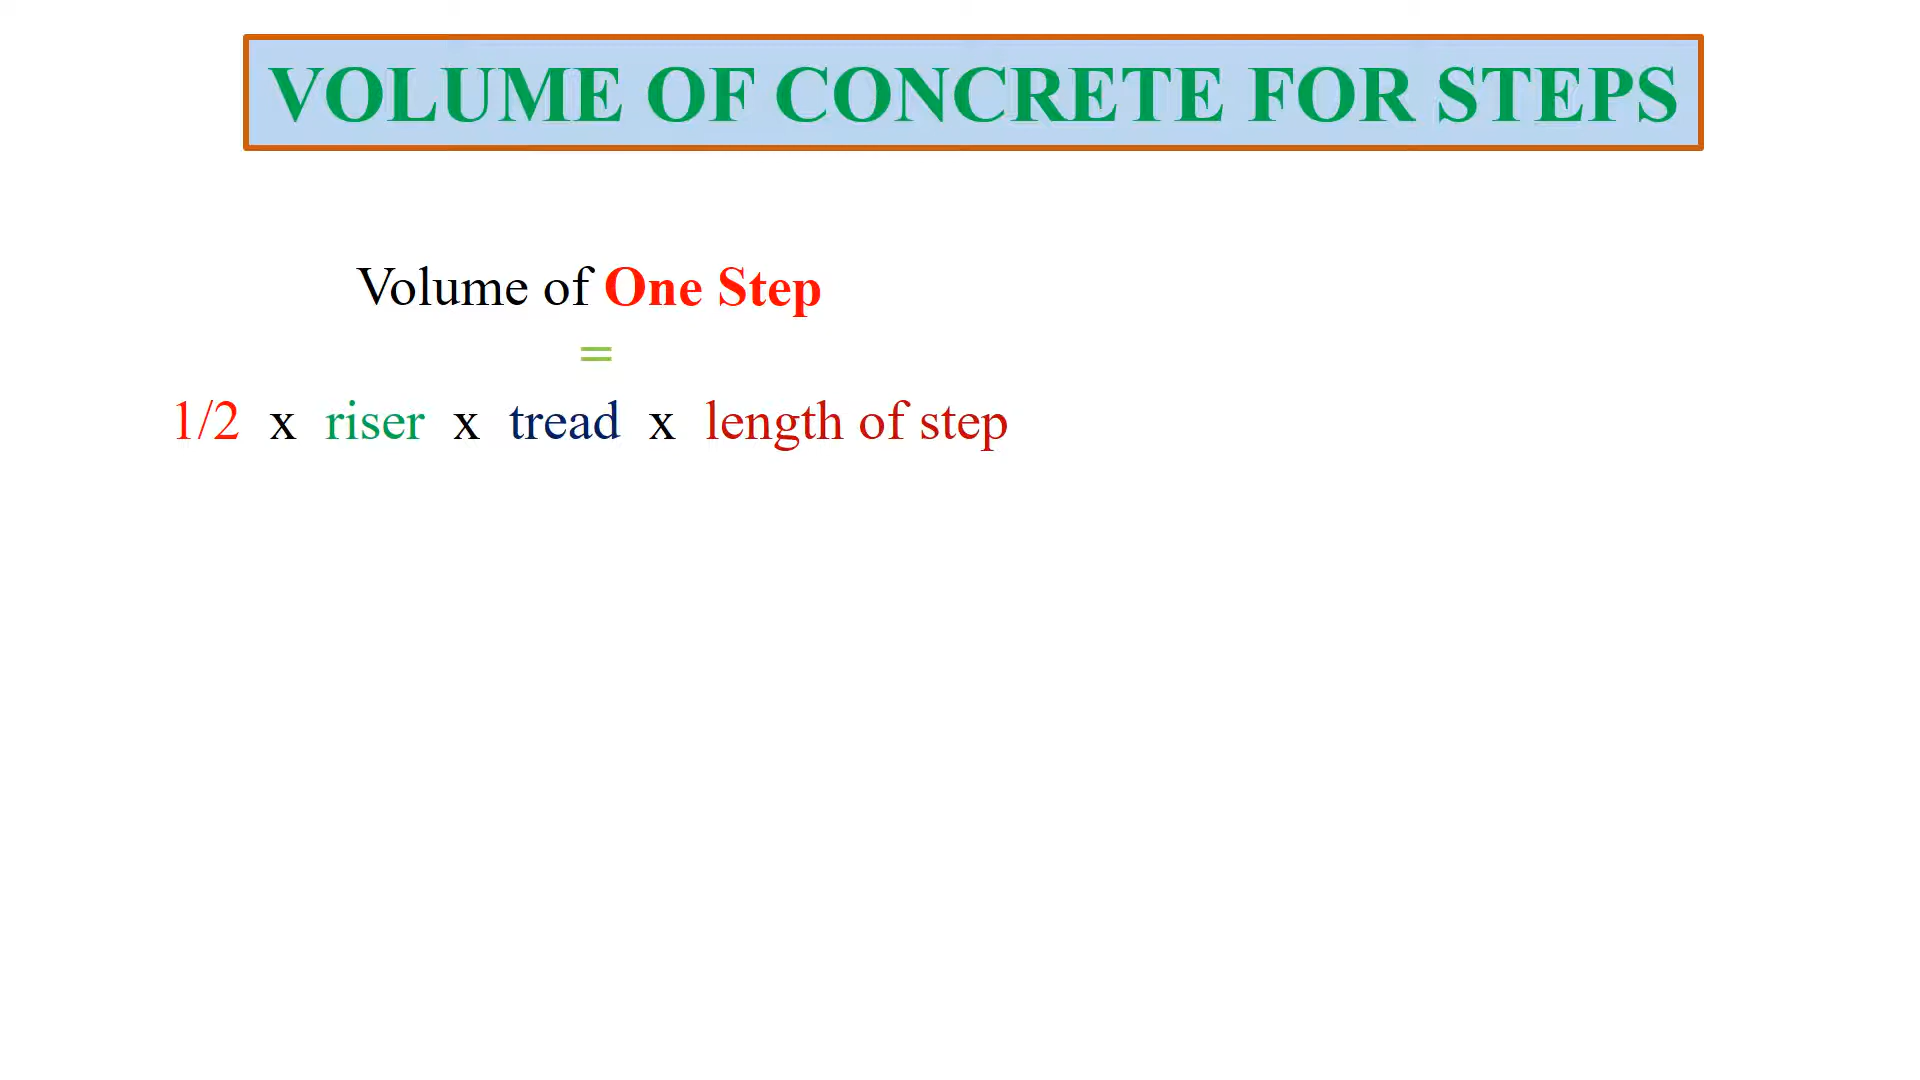 VOLUME OF CONCRETE FOR STEPS
Volume of One Step
=
1/2 x riser x tread x length of step